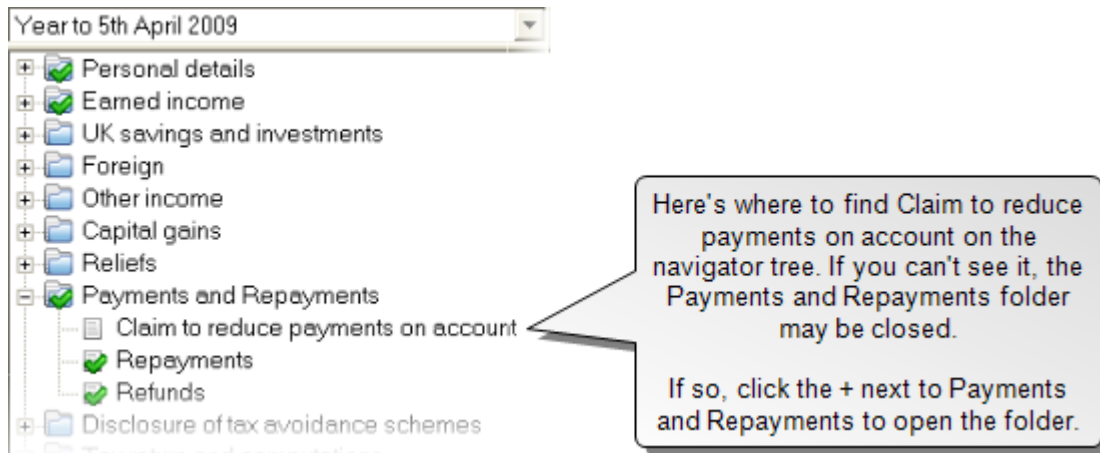 Year to 5th April 2009
Personal details
Earned income
UK savings and investments
Foreign
Other income
Capital gains
Reliefs
Payments and Repayments
Claim to reduce payments on account
Repayments
Refunds
Disclosure of tax avoidance schemes
Here's where to find Claim to reduce
payments on account on the
navigator tree. If you can't see it, the
Payments and Repayments folder
may be closed.
If so, click the + next to Payments
and Repayments to open the folder.